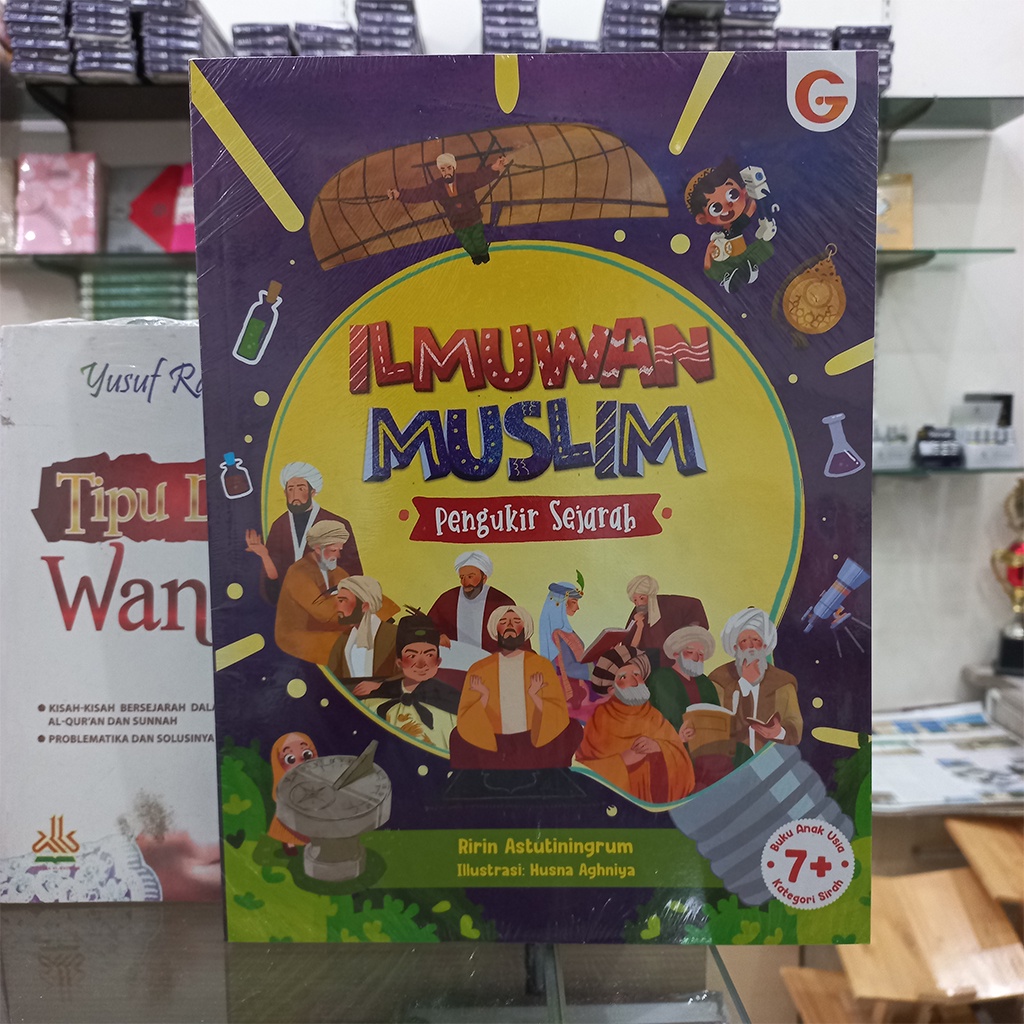 G
ILMUWAN
MUSLIM
Pengukir Sejarah
Ririn Astutiningrum
Illustrasi: Husna Aghniya
Buku Anak Usia
7+
Kategori Sirah
Yusuf
Tipu
Wan
KISAH-KISAH BERSEJARAH
AL-QUR'AN DAN SUNNAH
PROBLEMATIKA DAN SOLUSINYA